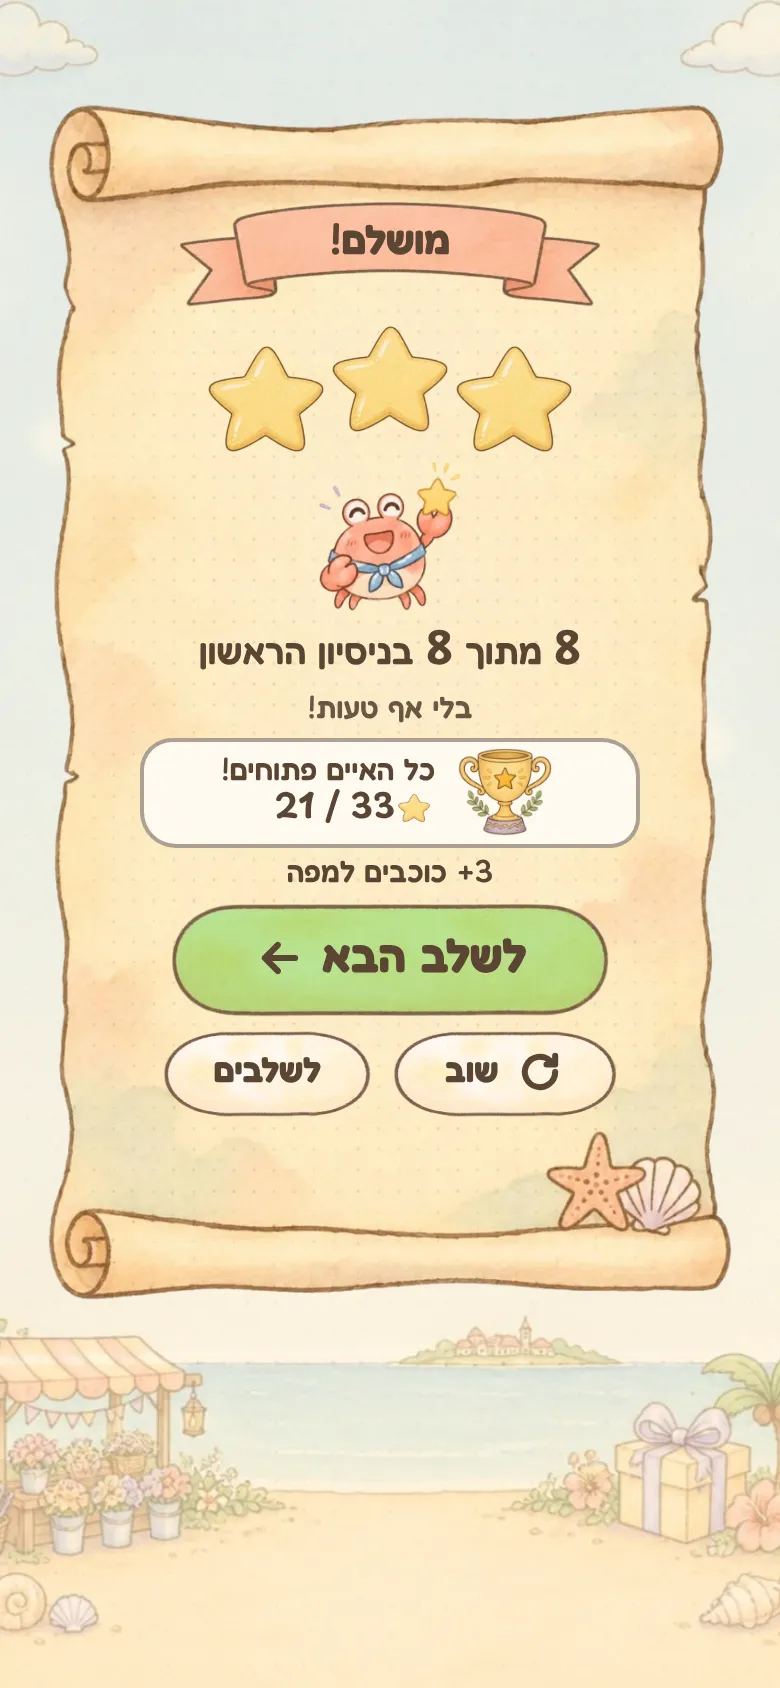 מושלם!
8 מתוך 8 בניסיון הראשון
בלי אף טעות!
כל האיים פתוחים!
21 / 33
+3 כוכבים למפה
לשלב הבא ←
שוב
לשלבים